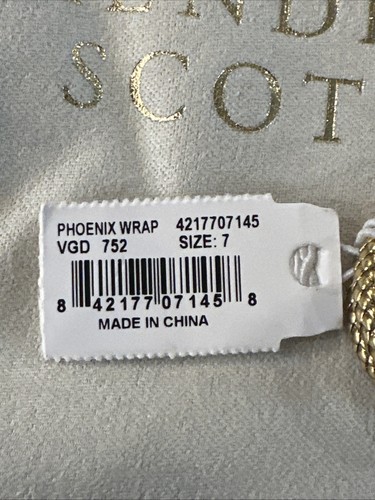 SCOT
PHOENIX WRAP 4217707145
VGD 752 SIZE: 7
8 42177 07145 8
MADE IN CHINA